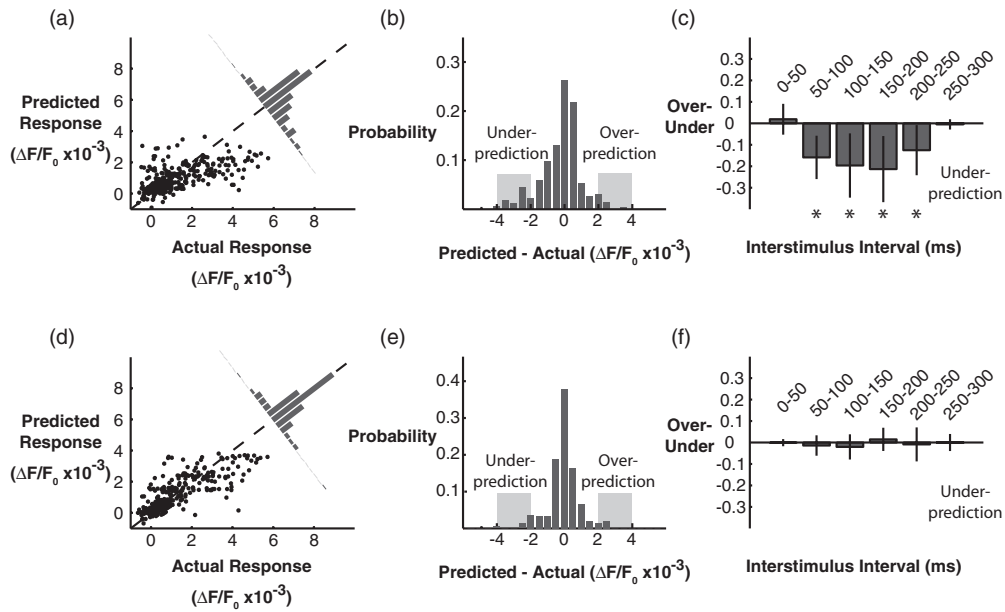 (a)
8
6
4
2
0
Predicted
Response
(ΔF/F₀ x10⁻³)
0 2 4 6 8
Actual Response
(ΔF/F₀ x10⁻³)
(b)
0.3
0.1
Probability
Under-
prediction
Over-
prediction
-4 -2 0 2 4
Predicted - Actual (ΔF/F₀ x10⁻³)
(c)
0-50 50-100 100-150 150-200 200-250 250-300
0.3
0.2
0.1
0
-0.1
-0.2
-0.3
Over-
Under
Under-
prediction
* * * *
Interstimulus Interval (ms)
(d)
8
6
4
2
0
Predicted
Response
(ΔF/F₀ x10⁻³)
0 2 4 6 8
Actual Response
(ΔF/F₀ x10⁻³)
(e)
0.4
0.3
0.2
0.1
Probability
Under-
prediction
Over-
prediction
-4 -2 0 2 4
Predicted - Actual (ΔF/F₀ x10⁻³)
(f)
0-50 50-100 100-150 150-200 200-250 250-300
0.3
0.2
0.1
0
-0.1
-0.2
-0.3
Over-
Under
Under-
prediction
Interstimulus Interval (ms)